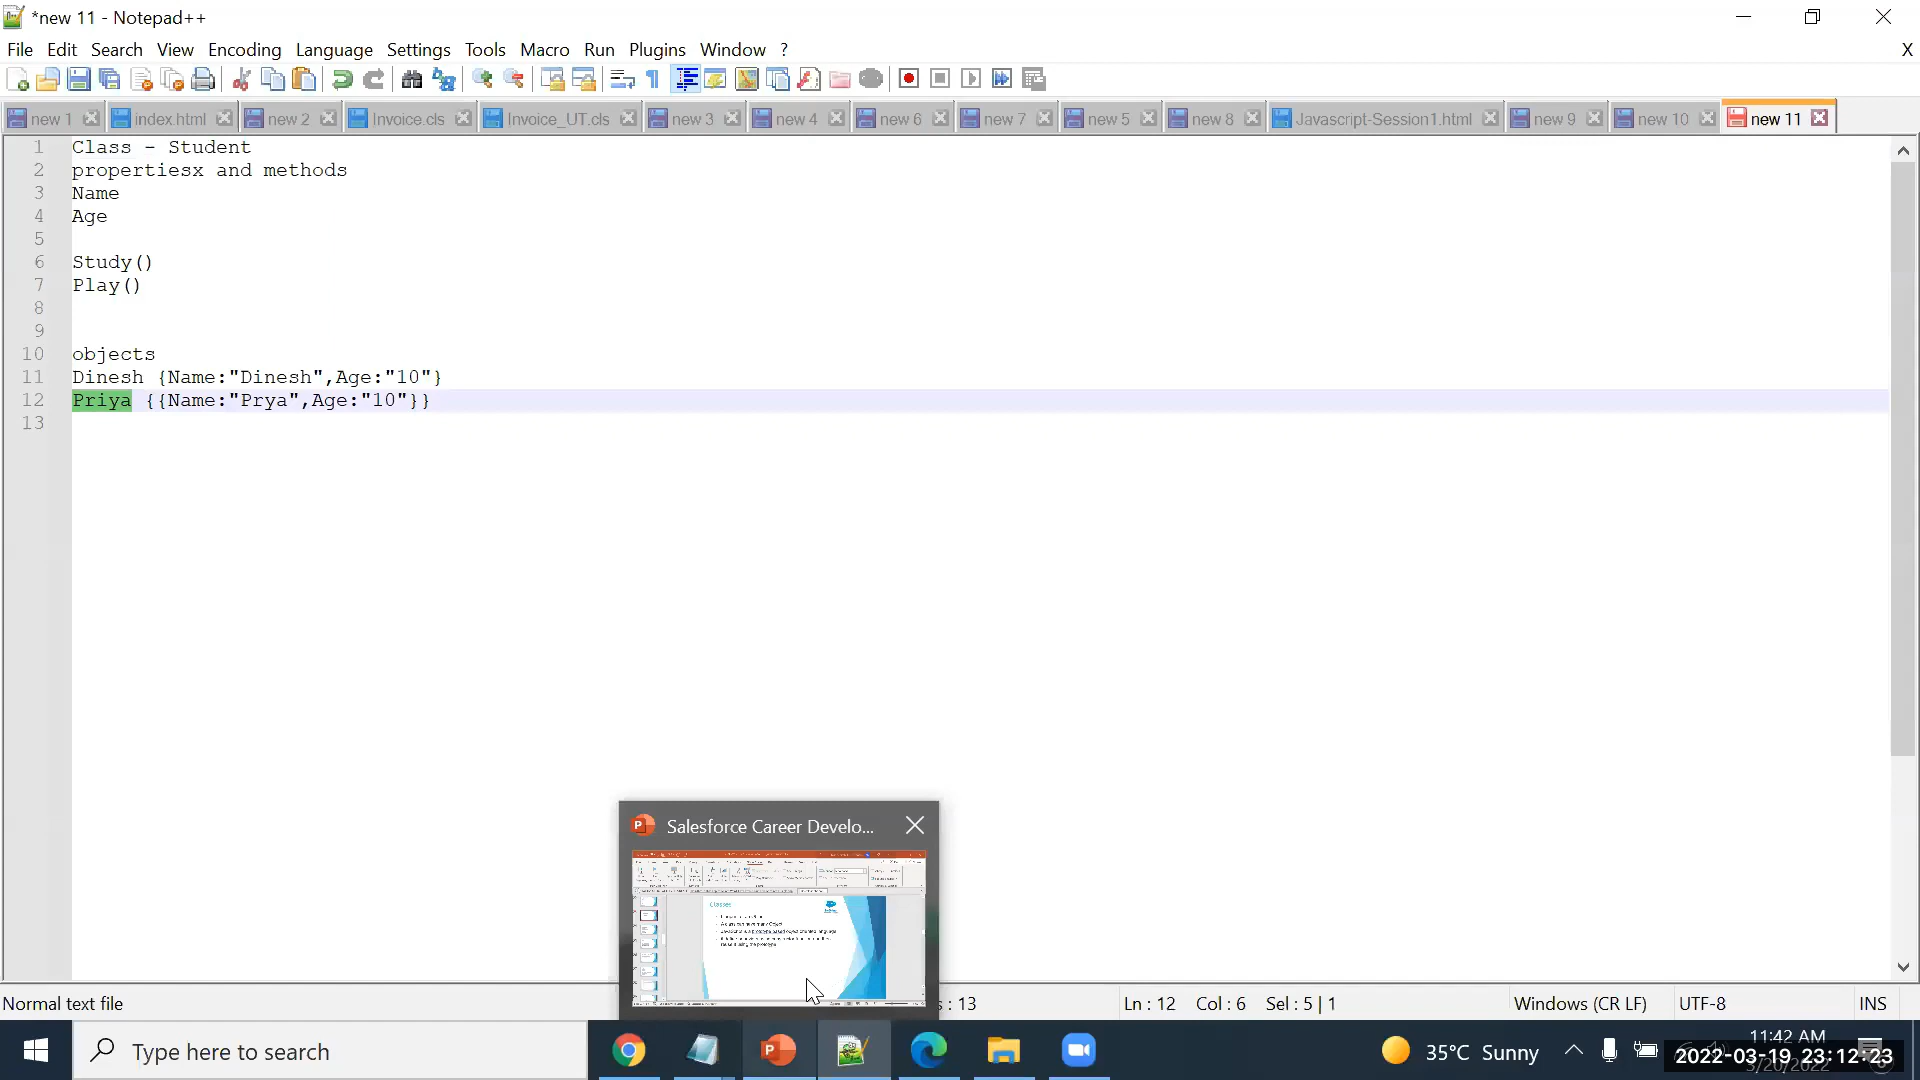 *new 11 - Notepad++
File Edit Search View Encoding Language Settings Tools Macro Run Plugins Window ?
X
new 1 index.html new 2 Invoice.cls Invoice_UT.cls new 3 new 4 new 6 new 7 new 5 new 8 Javascript-Session1.html new 9 new 10 new 11
1 Class - Student
2 propertiesx and methods
3 Name
4 Age
5
6 Study()
7 Play()
8
9
10 objects
11 Dinesh {Name:"Dinesh",Age:"10"}
12 Priya {{Name:"Prya",Age:"10"}}
13
Salesforce Career Develo...
Classes
Normal text file
s : 13
Ln : 12 Col : 6 Sel : 5 | 1
Windows (CR LF)
UTF-8
INS
Type here to search
35°C Sunny
11:42 AM
3/20/2022
2022-03-19 23:12:23